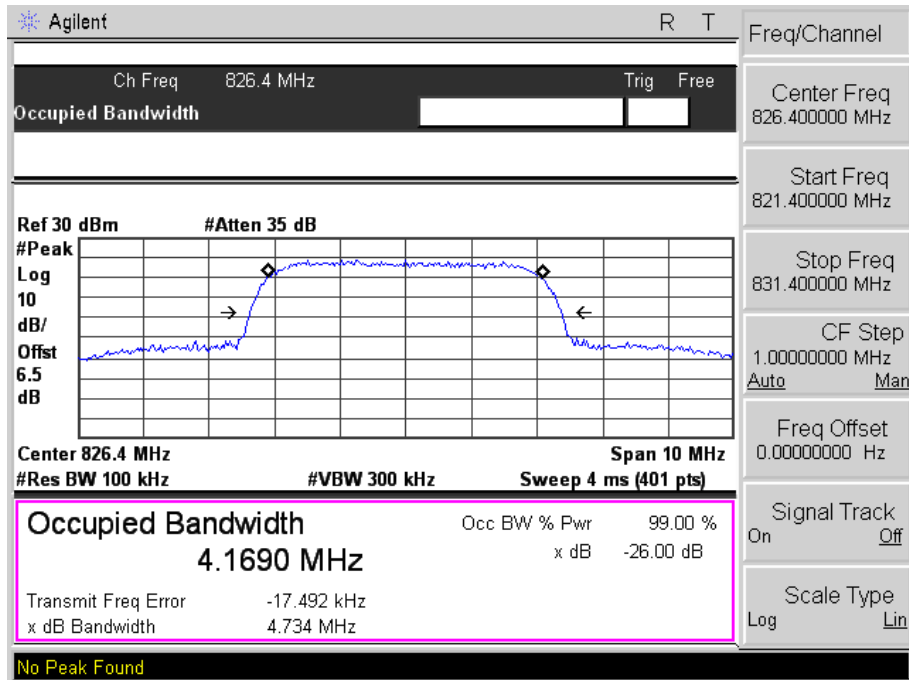 Agilent R T
Ch Freq 826.4 MHz Trig Free
Occupied Bandwidth
Ref 30 dBm #Atten 35 dB
#Peak
Log
10
dB/
Offst
6.5
dB
Center 826.4 MHz Span 10 MHz
#Res BW 100 kHz #VBW 300 kHz Sweep 4 ms (401 pts)
Occupied Bandwidth Occ BW % Pwr 99.00 %
4.1690 MHz x dB -26.00 dB
Transmit Freq Error -17.492 kHz
x dB Bandwidth 4.734 MHz
No Peak Found
Freq/Channel
Center Freq
826.400000 MHz
Start Freq
821.400000 MHz
Stop Freq
831.400000 MHz
CF Step
1.00000000 MHz
Auto Man
Freq Offset
0.00000000 Hz
Signal Track
On Off
Scale Type
Log Lin